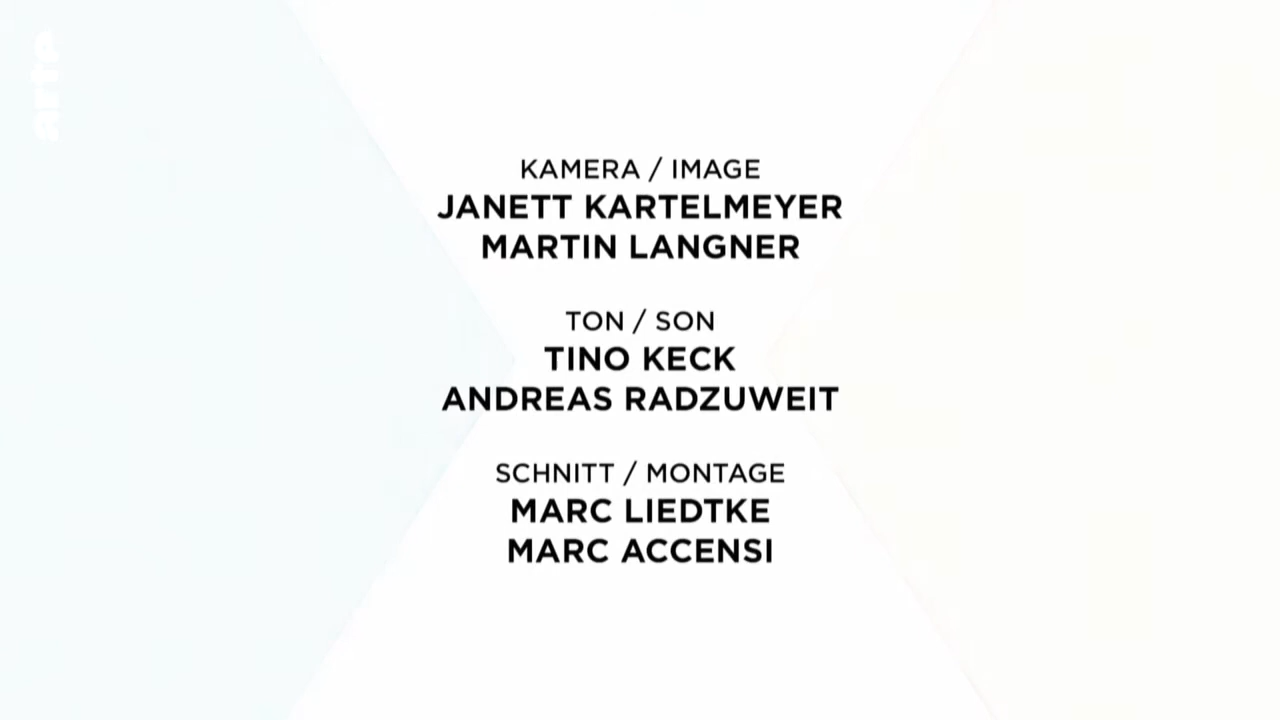 arte
KAMERA / IMAGE
JANETT KARTELMEYER
MARTIN LANGNER
TON / SON
TINO KECK
ANDREAS RADZUWEIT
SCHNITT / MONTAGE
MARC LIEDTKE
MARC ACCENSI